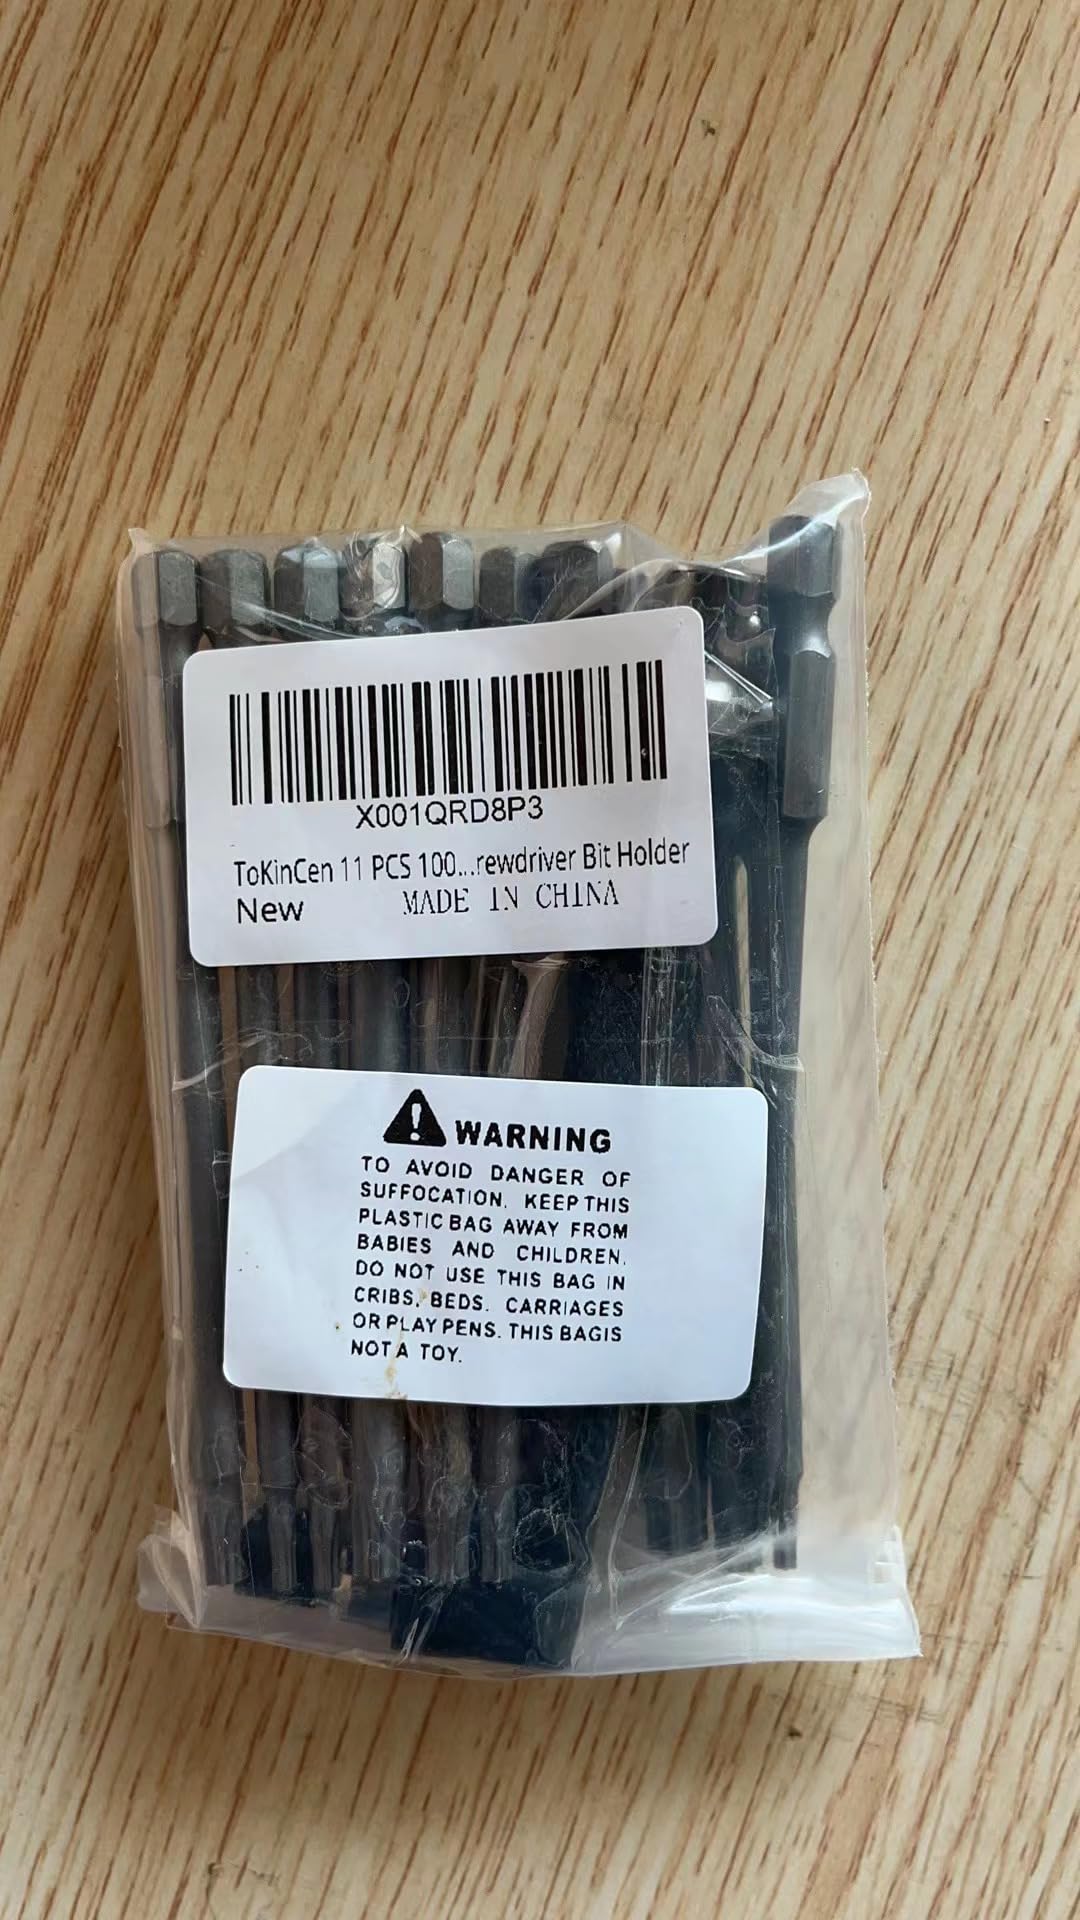 X001QRD8P3
ToKinCen 11 PCS 100...rewdriver Bit Holder
New MADE IN CHINA
WARNING
TO AVOID DANGER OF
SUFFOCATION, KEEP THIS
PLASTIC BAG AWAY FROM
BABIES AND CHILDREN.
DO NOT USE THIS BAG IN
CRIBS, BEDS. CARRIAGES
OR PLAY PENS. THIS BAG IS
NOT A TOY.